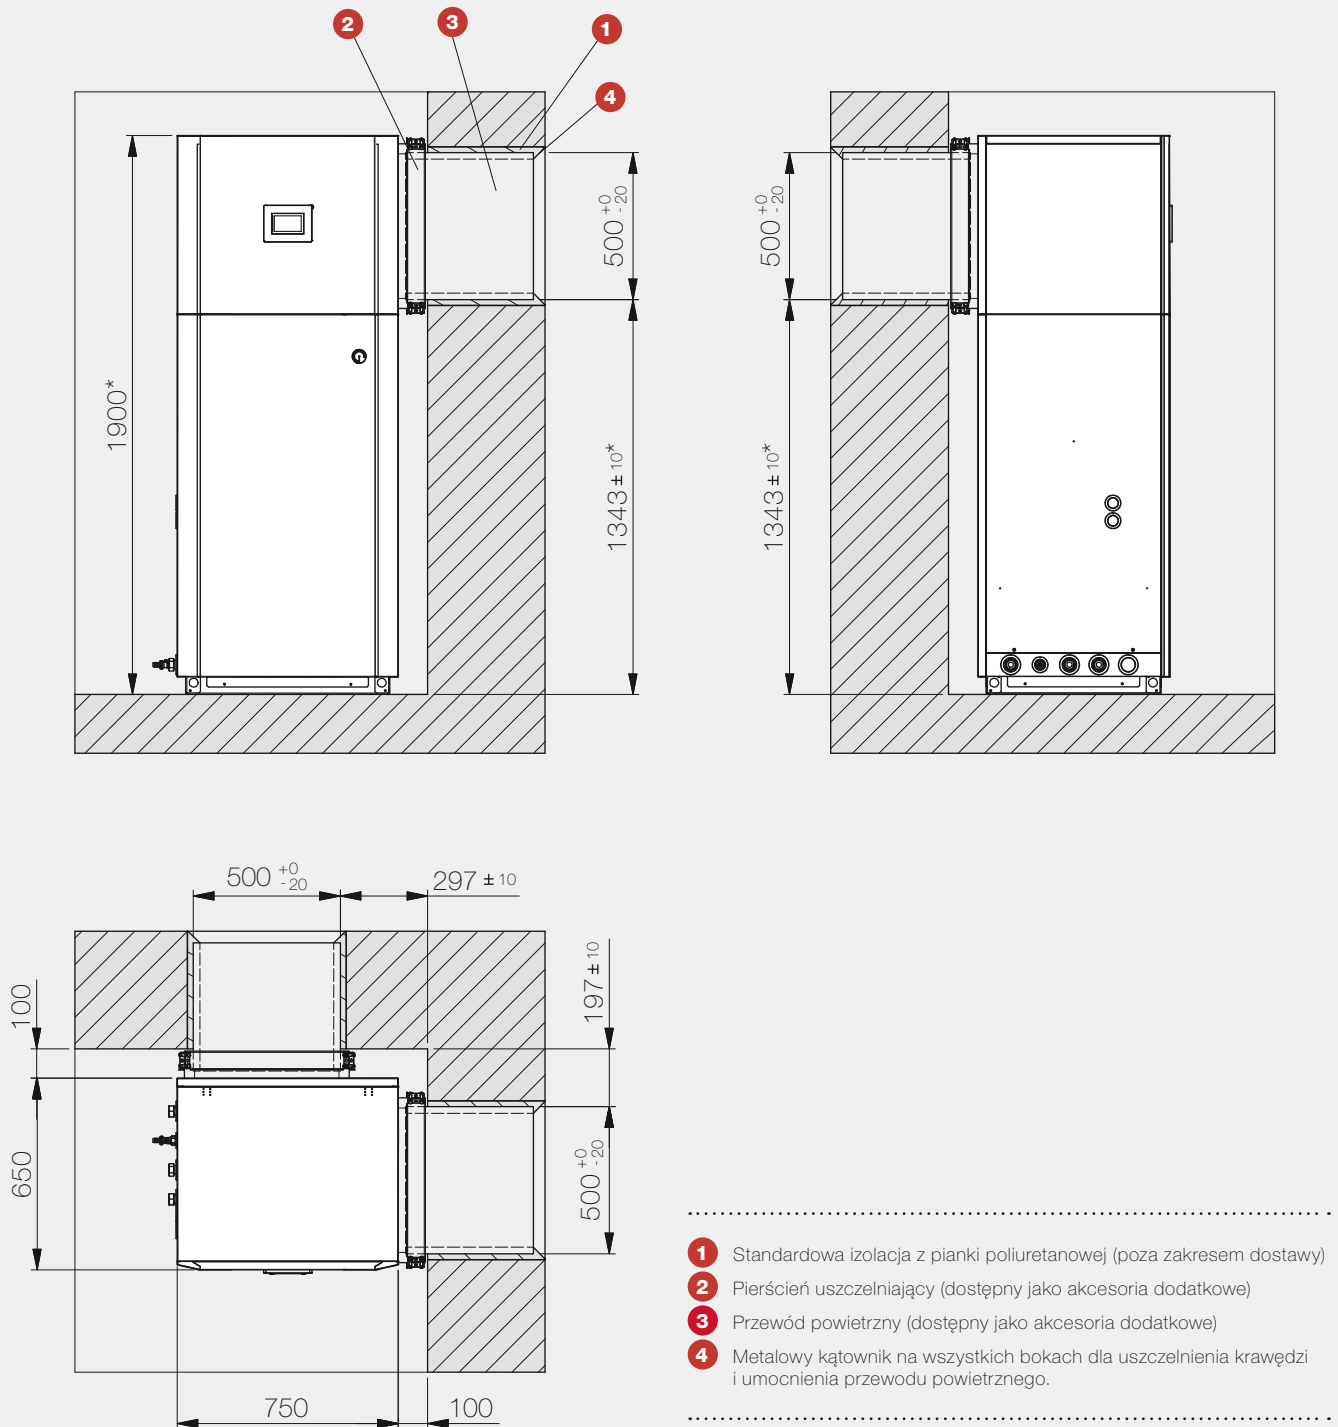 2
3
1
4
500 +0 -20
500 +0 -20
1900*
1343 ± 10*
1343 ± 10*
500 +0 -20
297 ± 10
100
197 ± 10
650
500 +0 -20
750
100
1 Standardowa izolacja z pianki poliuretanowej (poza zakresem dostawy)
2 Pierścień uszczelniający (dostępny jako akcesoria dodatkowe)
3 Przewód powietrzny (dostępny jako akcesoria dodatkowe)
4 Metalowy kątownik na wszystkich bokach dla uszczelnienia krawędzi
i umocnienia przewodu powietrznego.